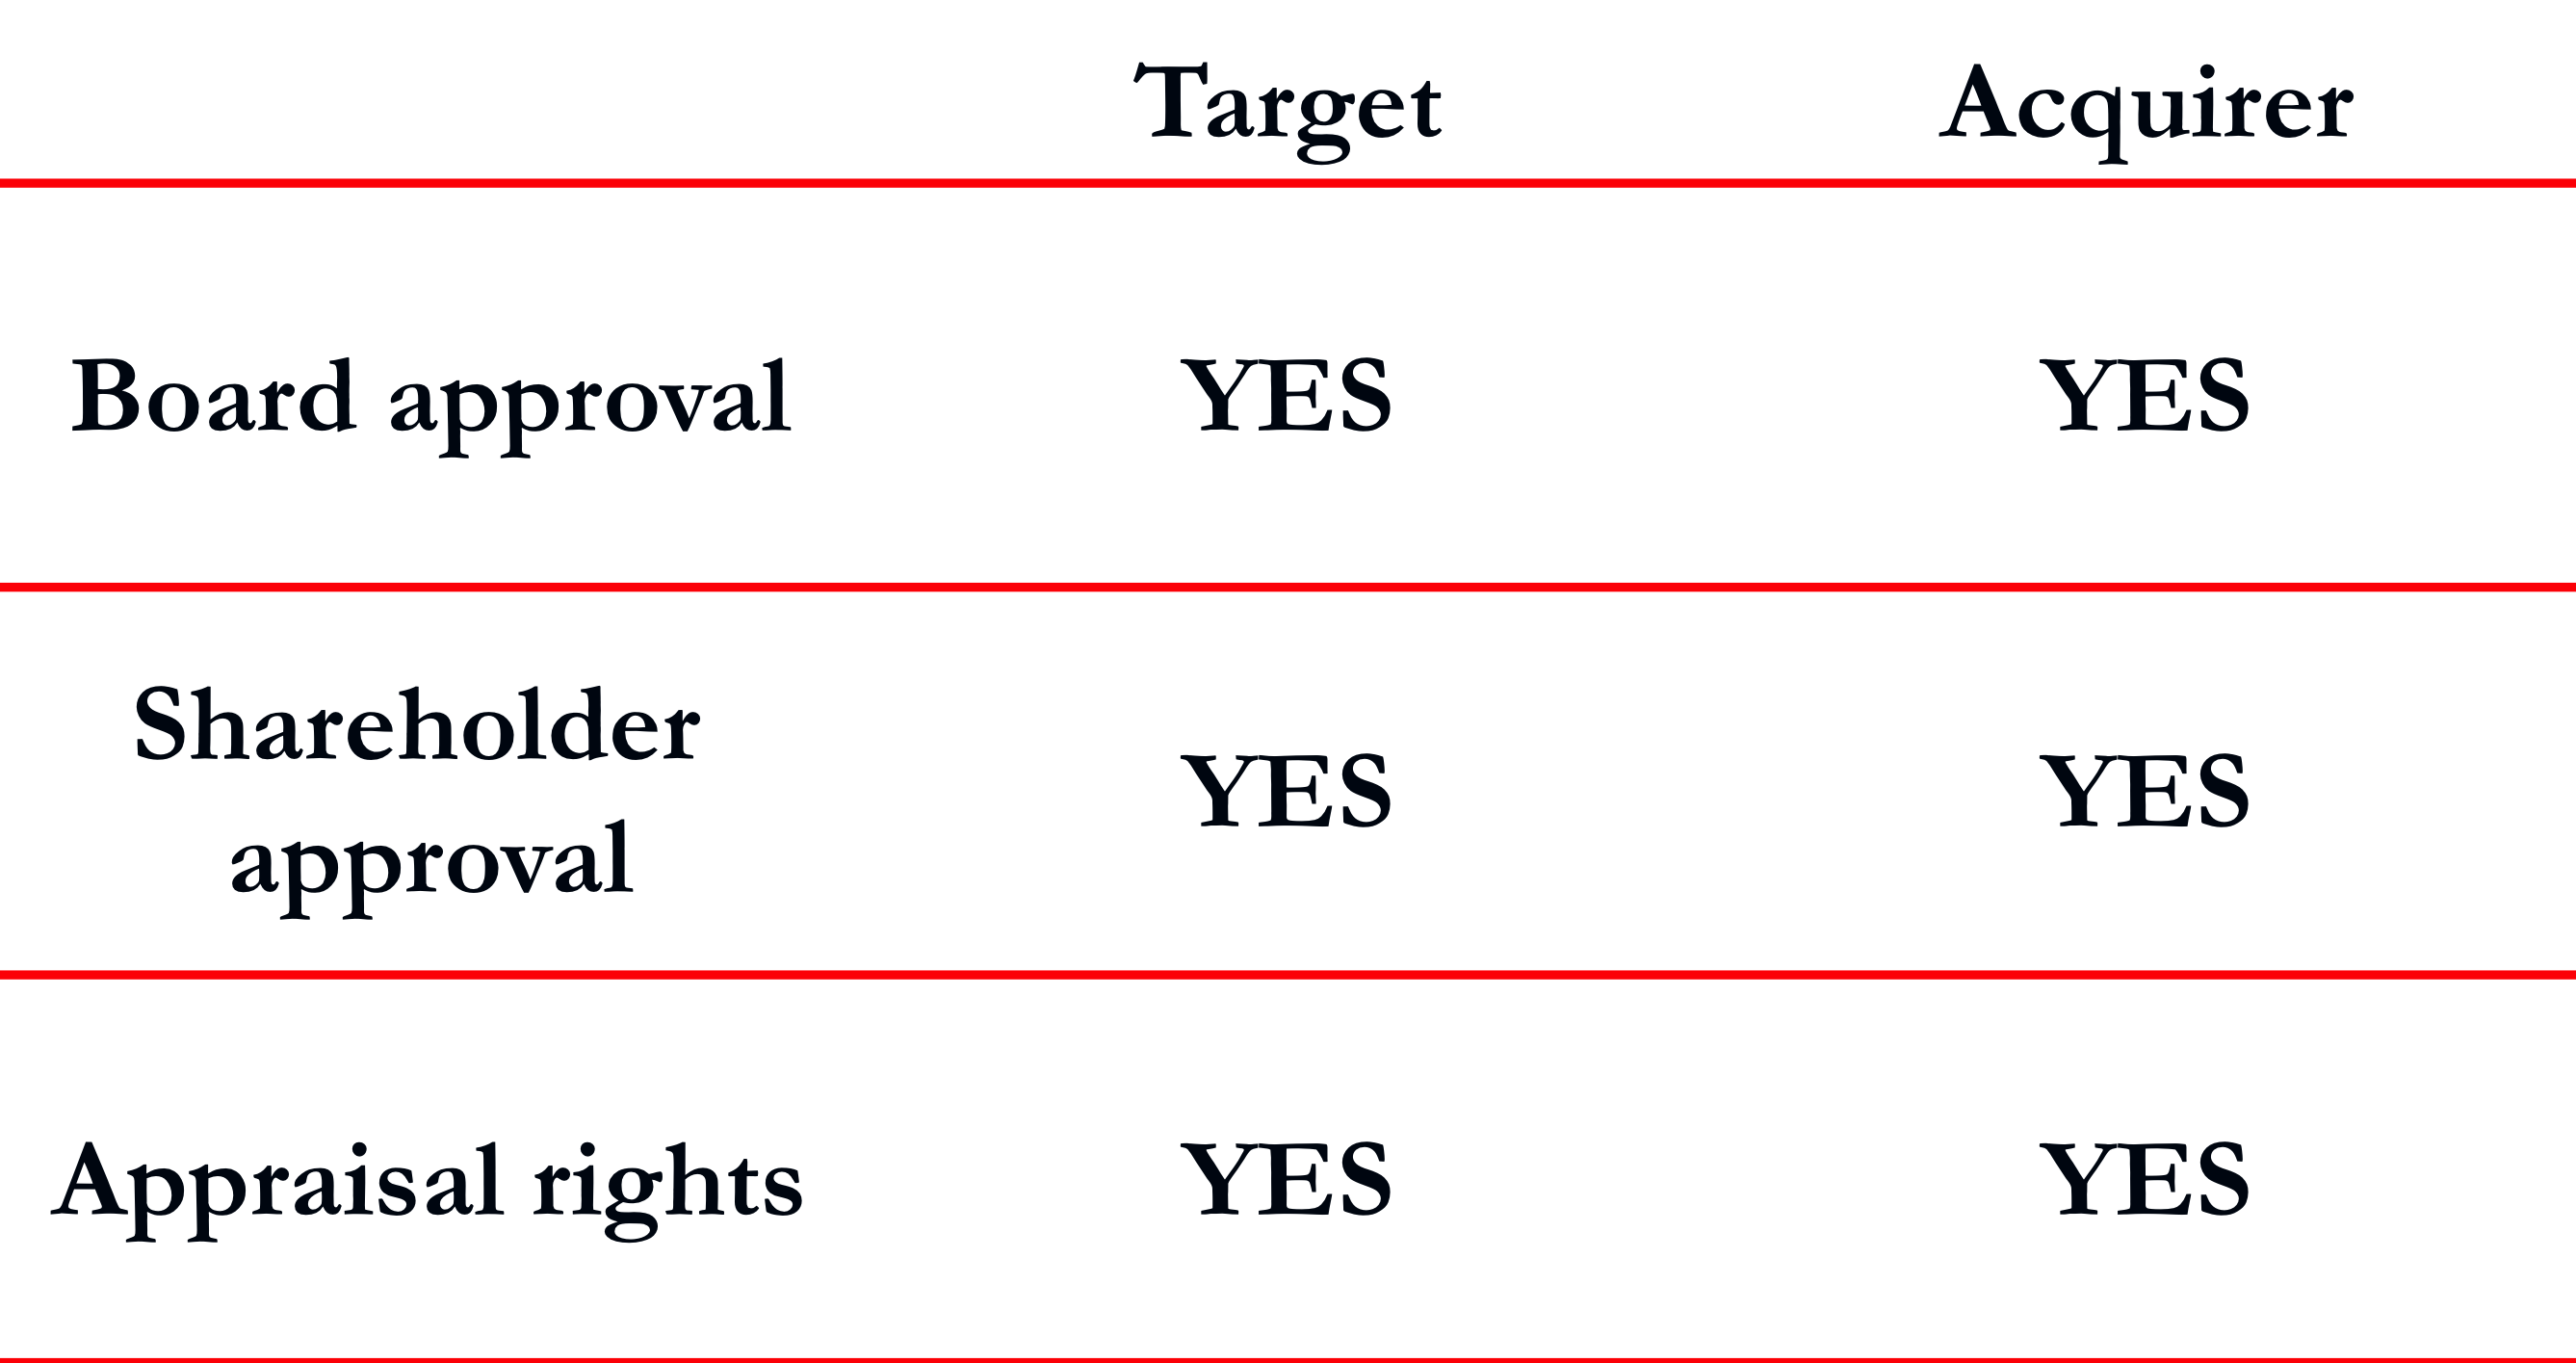 Target Acquirer
Board approval YES YES
Shareholder
approval YES YES
Appraisal rights YES YES